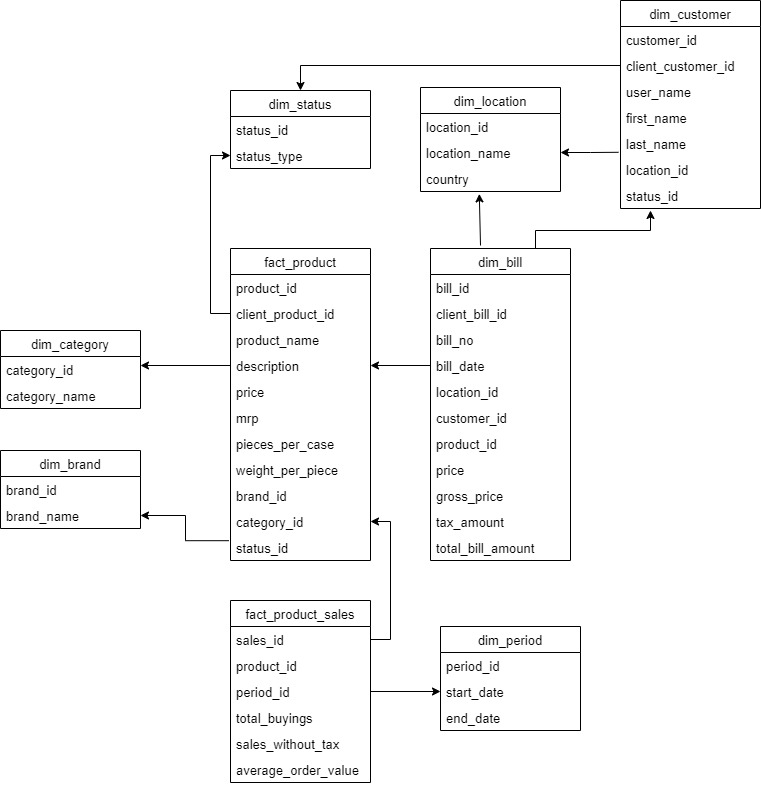 dim_customer
customer_id
client_customer_id
user_name
first_name
last_name
location_id
status_id
dim_status
status_id
status_type
dim_location
location_id
location_name
country
fact_product
product_id
client_product_id
product_name
description
price
mrp
pieces_per_case
weight_per_piece
brand_id
category_id
status_id
dim_bill
bill_id
client_bill_id
bill_no
bill_date
location_id
customer_id
product_id
price
gross_price
tax_amount
total_bill_amount
dim_category
category_id
category_name
dim_brand
brand_id
brand_name
fact_product_sales
sales_id
product_id
period_id
total_buyings
sales_without_tax
average_order_value
dim_period
period_id
start_date
end_date